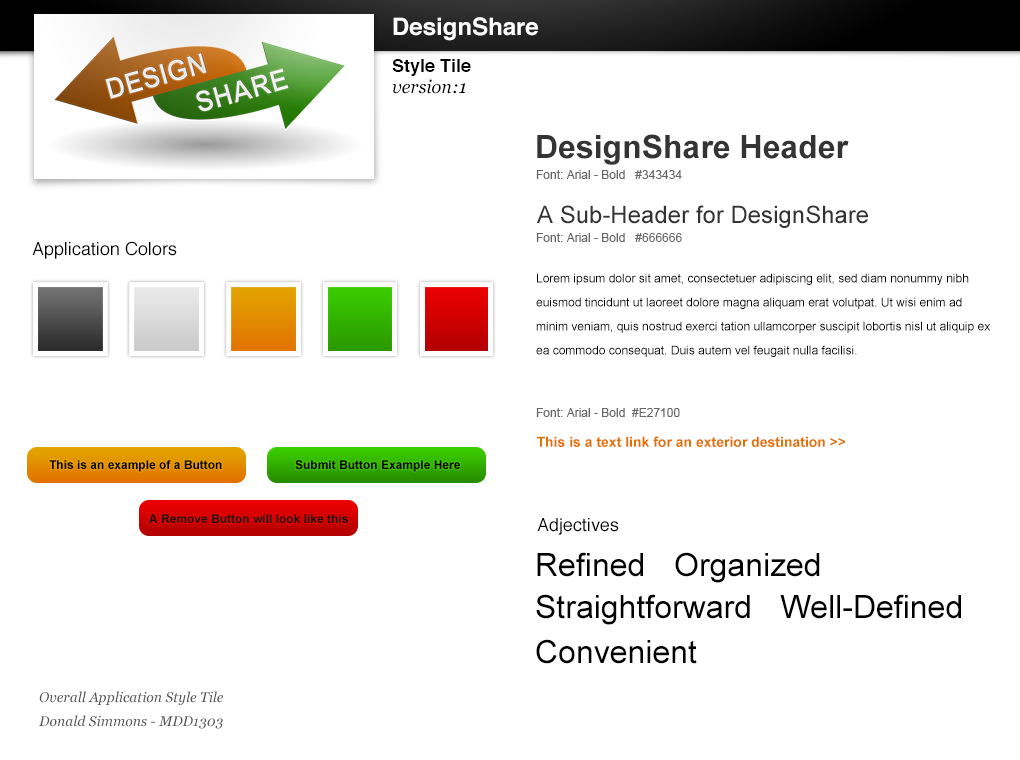 DesignShare
DESIGN
SHARE
Style Tile
version:1
DesignShare Header
Font: Arial - Bold #343434
A Sub-Header for DesignShare
Font: Arial - Bold #666666
Application Colors
Lorem ipsum dolor sit amet, consectetuer adipiscing elit, sed diam nonummy nibh
euismod tincidunt ut laoreet dolore magna aliquam erat volutpat. Ut wisi enim ad
minim veniam, quis nostrud exerci tation ullamcorper suscipit lobortis nisl ut aliquip ex
ea commodo consequat. Duis autem vel feugait nulla facilisi.
Font: Arial - Bold #E27100
This is a text link for an exterior destination >>
This is an example of a Button
Submit Button Example Here
A Remove Button will look like this
Adjectives
Refined Organized
Straightforward Well-Defined
Convenient
Overall Application Style Tile
Donald Simmons - MDD1303